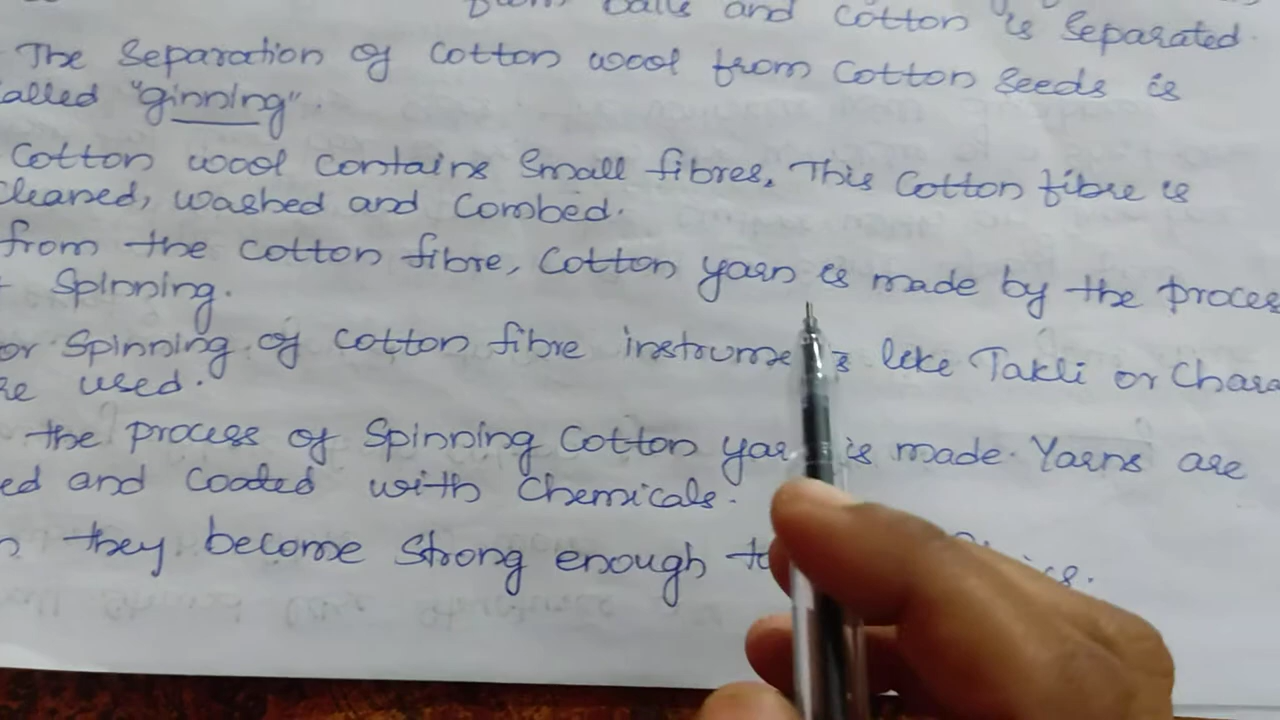 from balls and cotton is separated.
The separation of cotton wool from cotton seeds is
alled "ginning".
Cotton wool contains small fibres. This cotton fibre is
cleaned, washed and combed.
from the cotton fibre, cotton yarn is made by the proces
spinning.
or spinning of cotton fibre instrume s like Takli or Chara
re used.
the process of spinning cotton yar is made. Yarns are
ed and coated with chemicals.
they become strong enough to